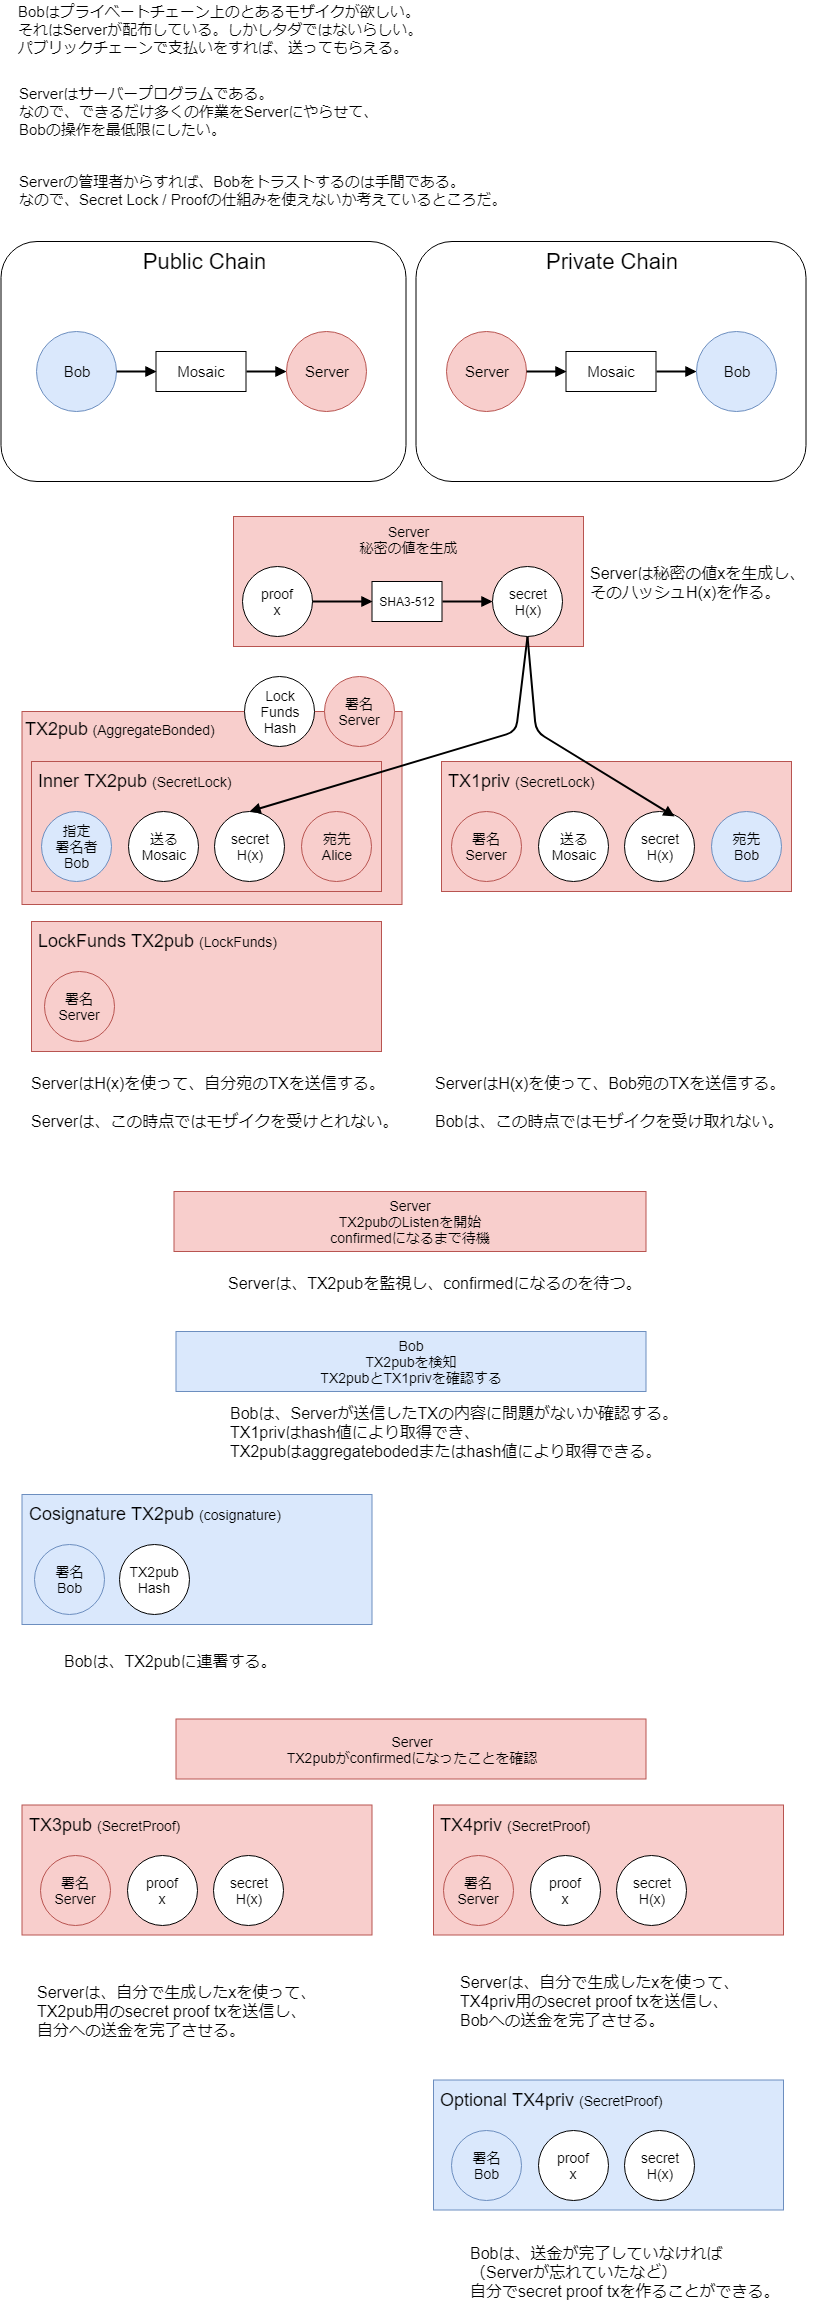 Bobはプライベートチェーン上のとあるモザイクが欲しい。
それはServerが配布している。しかしタダではないらしい。
パブリックチェーンで支払いをすれば、送ってもらえる。
Serverはサーバープログラムである。
なので、できるだけ多くの作業をServerにやらせて、
Bobの操作を最低限にしたい。
Serverの管理者からすれば、Bobをトラストするのは手間である。
なので、Secret Lock / Proofの仕組みを使えないか考えているところだ。
Public Chain
Bob
Mosaic
Server
Private Chain
Server
Mosaic
Bob
Server
秘密の値を生成
proof
x
SHA3-512
secret
H(x)
Serverは秘密の値xを生成し、
そのハッシュH(x)を作る。
Lock
Funds
Hash
署名
Server
TX2pub (AggregateBonded)
Inner TX2pub (SecretLock)
指定
署名者
Bob
送る
Mosaic
secret
H(x)
宛先
Alice
TX1priv (SecretLock)
署名
Server
送る
Mosaic
secret
H(x)
宛先
Bob
LockFunds TX2pub (LockFunds)
署名
Server
ServerはH(x)を使って、自分宛のTXを送信する。
Serverは、この時点ではモザイクを受けとれない。
ServerはH(x)を使って、Bob宛のTXを送信する。
Bobは、この時点ではモザイクを受け取れない。
Server
TX2pubのListenを開始
confirmedになるまで待機
Serverは、TX2pubを監視し、confirmedになるのを待つ。
Bob
TX2pubを検知
TX2pubとTX1privを確認する
Bobは、Serverが送信したTXの内容に問題がないか確認する。
TX1privはhash値により取得でき、
TX2pubはaggregatebodedまたはhash値により取得できる。
Cosignature TX2pub (cosignature)
署名
Bob
TX2pub
Hash
Bobは、TX2pubに連署する。
Server
TX2pubがconfirmedになったことを確認
TX3pub (SecretProof)
署名
Server
proof
x
secret
H(x)
TX4priv (SecretProof)
署名
Server
proof
x
secret
H(x)
Serverは、自分で生成したxを使って、
TX2pub用のsecret proof txを送信し、
自分への送金を完了させる。
Serverは、自分で生成したxを使って、
TX4priv用のsecret proof txを送信し、
Bobへの送金を完了させる。
Optional TX4priv (SecretProof)
署名
Bob
proof
x
secret
H(x)
Bobは、送金が完了していなければ
（Serverが忘れていたなど）
自分でsecret proof txを作ることができる。